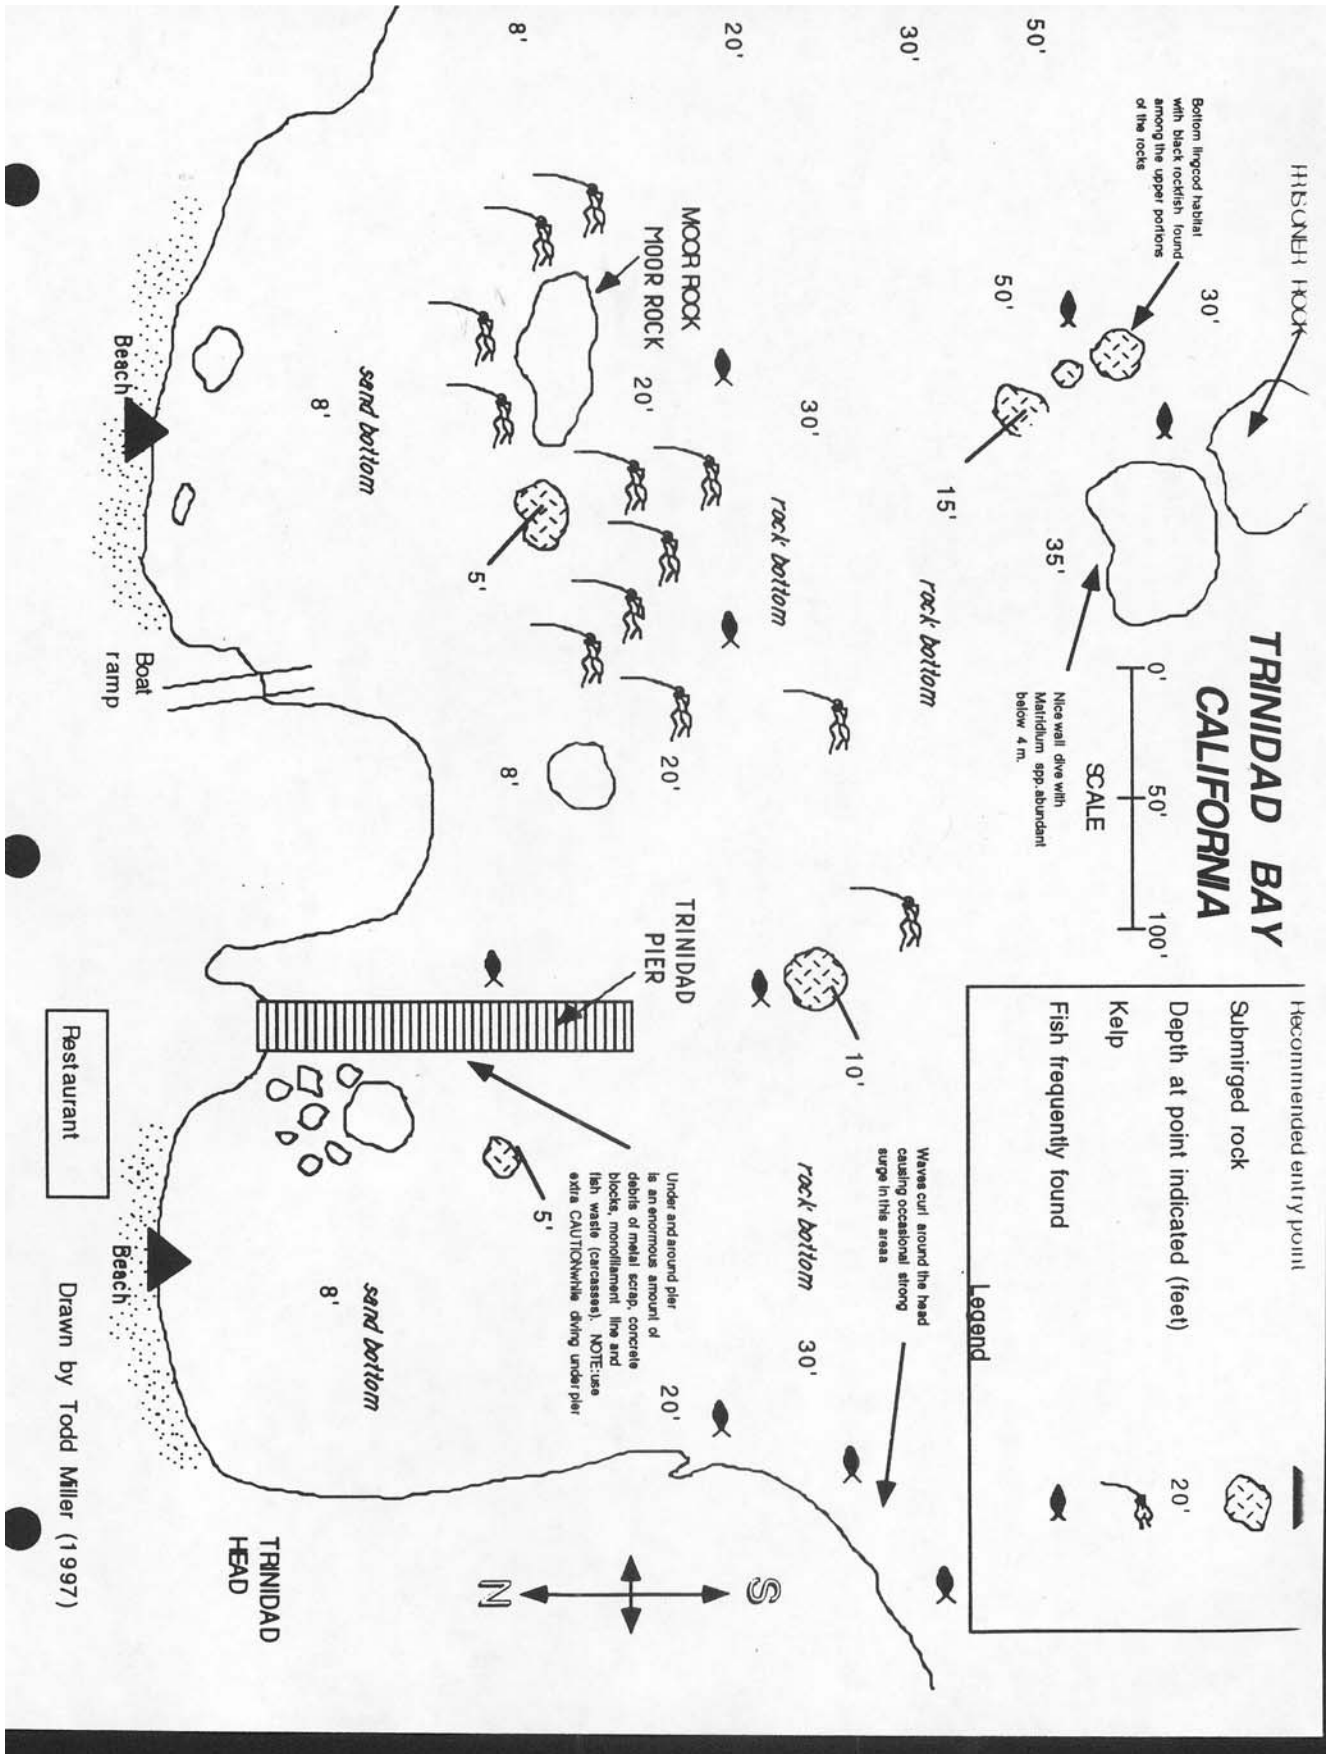 TRINIDAD BAY
CALIFORNIA
0' 50' 100'
SCALE
PRISONER ROCK
30'
Bottom lingcod habitat
with black rockfish found
among the upper portions
of the rocks
50'
50'
30'
20'
8'
15'
35'
Nice wall dive with
Matridium spp. abundant
below 4 m.
Recommended entry point
Submirged rock
Depth at point indicated (feet)
20'
Kelp
Fish frequently found
Legend
rock bottom
30'
rock bottom
MOOR ROCK
MOOR ROCK
20'
5'
20'
8'
sand bottom
8'
Beach
Boat
ramp
TRINIDAD
PIER
10'
Waves curl around the head
causing occasional strong
surge in this areaa
rock bottom
30'
20'
Under and around pier
is an enormous amount of
debris of metal scrap, concrete
blocks, monofilament line and
fish waste (carcasses). NOTE:use
extra CAUTIONwhile diving under pier
5'
sand bottom
8'
S
N
TRINIDAD
HEAD
Beach
Restaurant
Drawn by Todd Miller (1997)